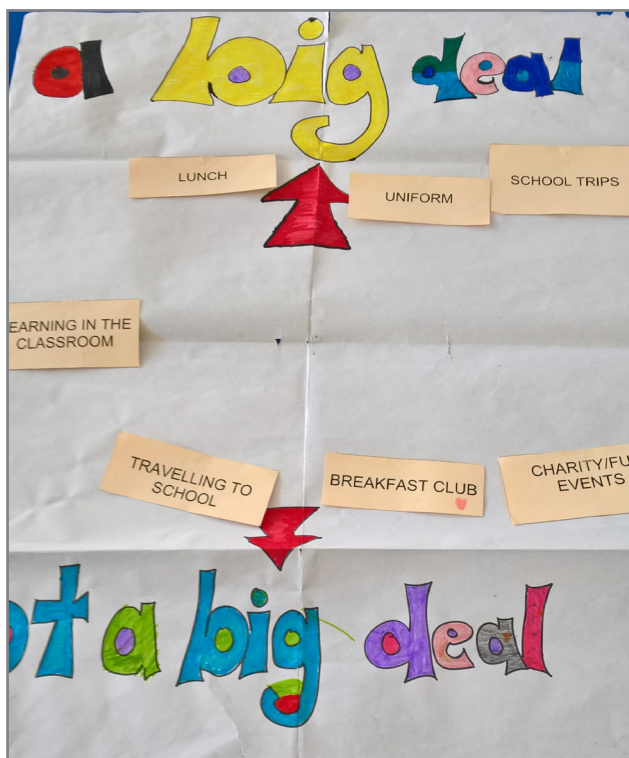 a big deal
LUNCH
UNIFORM
SCHOOL TRIPS
EARNING IN THE
CLASSROOM
TRAVELLING TO
SCHOOL
BREAKFAST CLUB
CHARITY/FU
EVENTS
ot a big deal